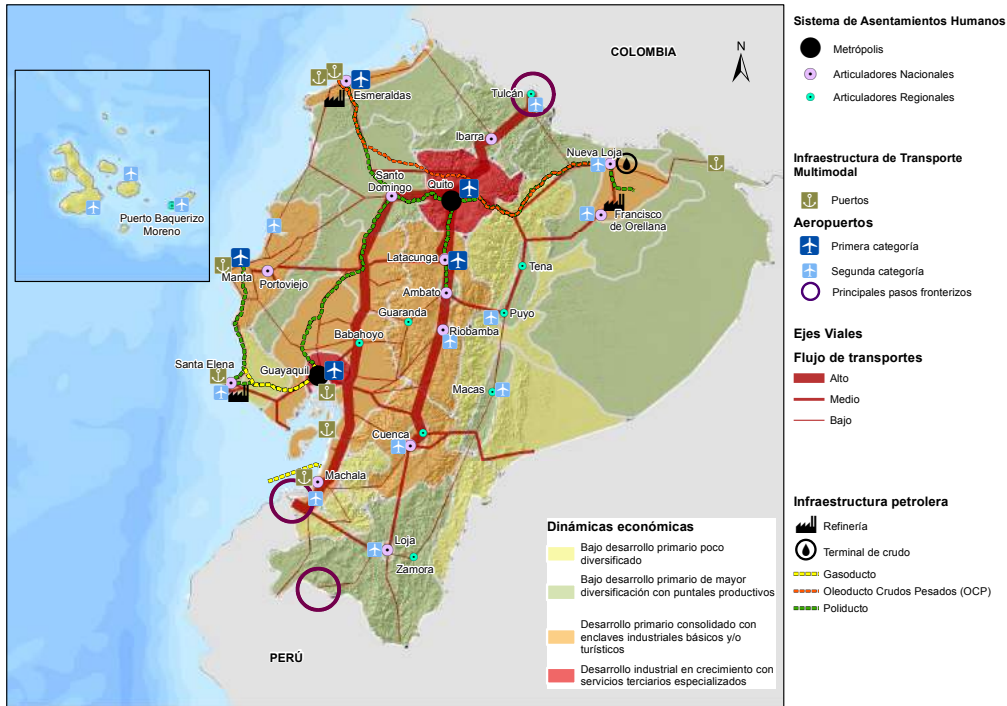 COLOMBIA
N
Esmeraldas
Tulcán
Ibarra
Nueva Loja
Santo
Domingo
Quito
Francisco
de Orellana
Puerto Baquerizo
Moreno
Latacunga
Tena
Manta
Portoviejo
Ambato
Guaranda
Puyo
Babahoyo
Riobamba
Santa Elena
Guayaquil
Macas
Cuenca
Machala
Loja
Zamora
PERÚ
Dinámicas económicas
Bajo desarrollo primario poco
diversificado
Bajo desarrollo primario de mayor
diversificación con puntales productivos
Desarrollo primario consolidado con
enclaves industriales básicos y/o
turísticos
Desarrollo industrial en crecimiento con
servicios terciarios especializados
Sistema de Asentamientos Humanos
Metrópolis
Articuladores Nacionales
Articuladores Regionales
Infraestructura de Transporte
Multimodal
Puertos
Aeropuertos
Primera categoría
Segunda categoría
Principales pasos fronterizos
Ejes Viales
Flujo de transportes
Alto
Medio
Bajo
Infraestructura petrolera
Refinería
Terminal de crudo
Gasoducto
Oleoducto Crudos Pesados (OCP)
Poliducto